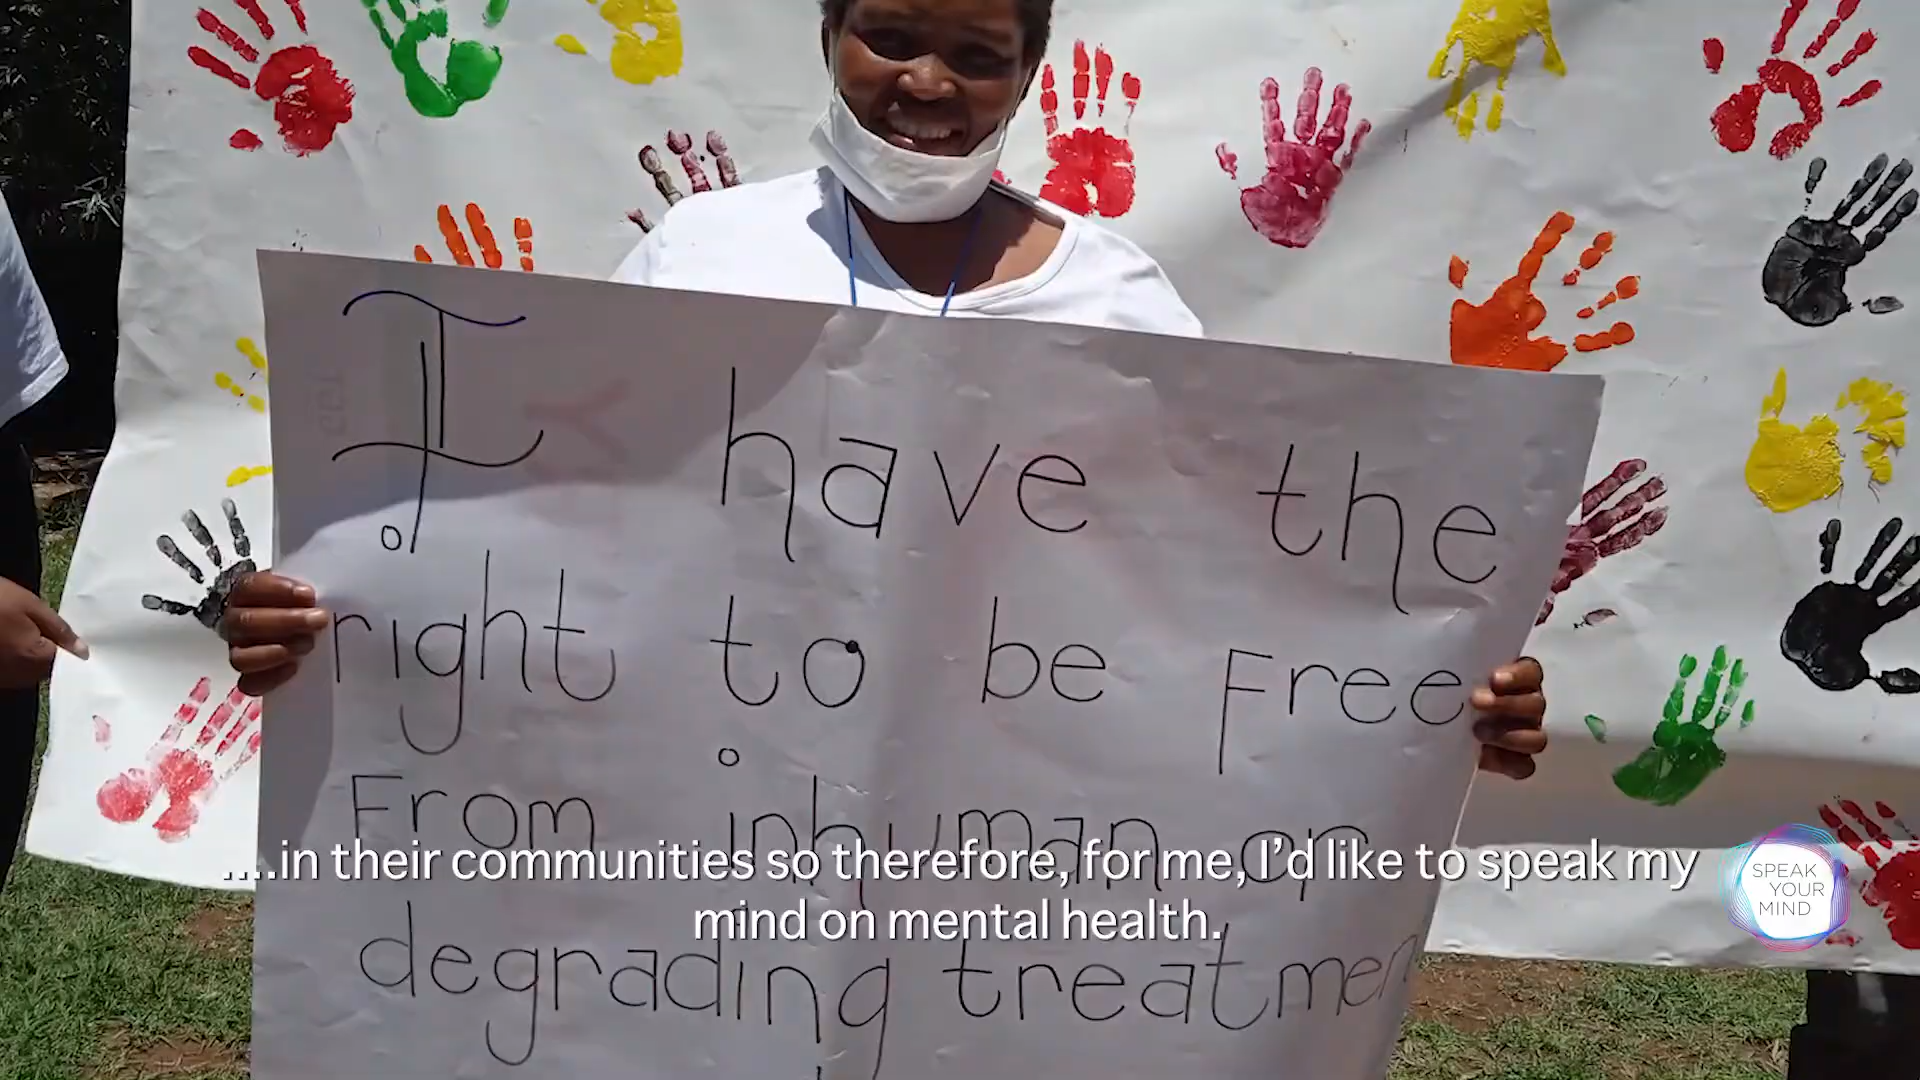 I have the
right to be Free
From inhuman or
degrading treatmen
....in their communities so therefore, for me, I'd like to speak my
mind on mental health.
SPEAK
YOUR
MIND